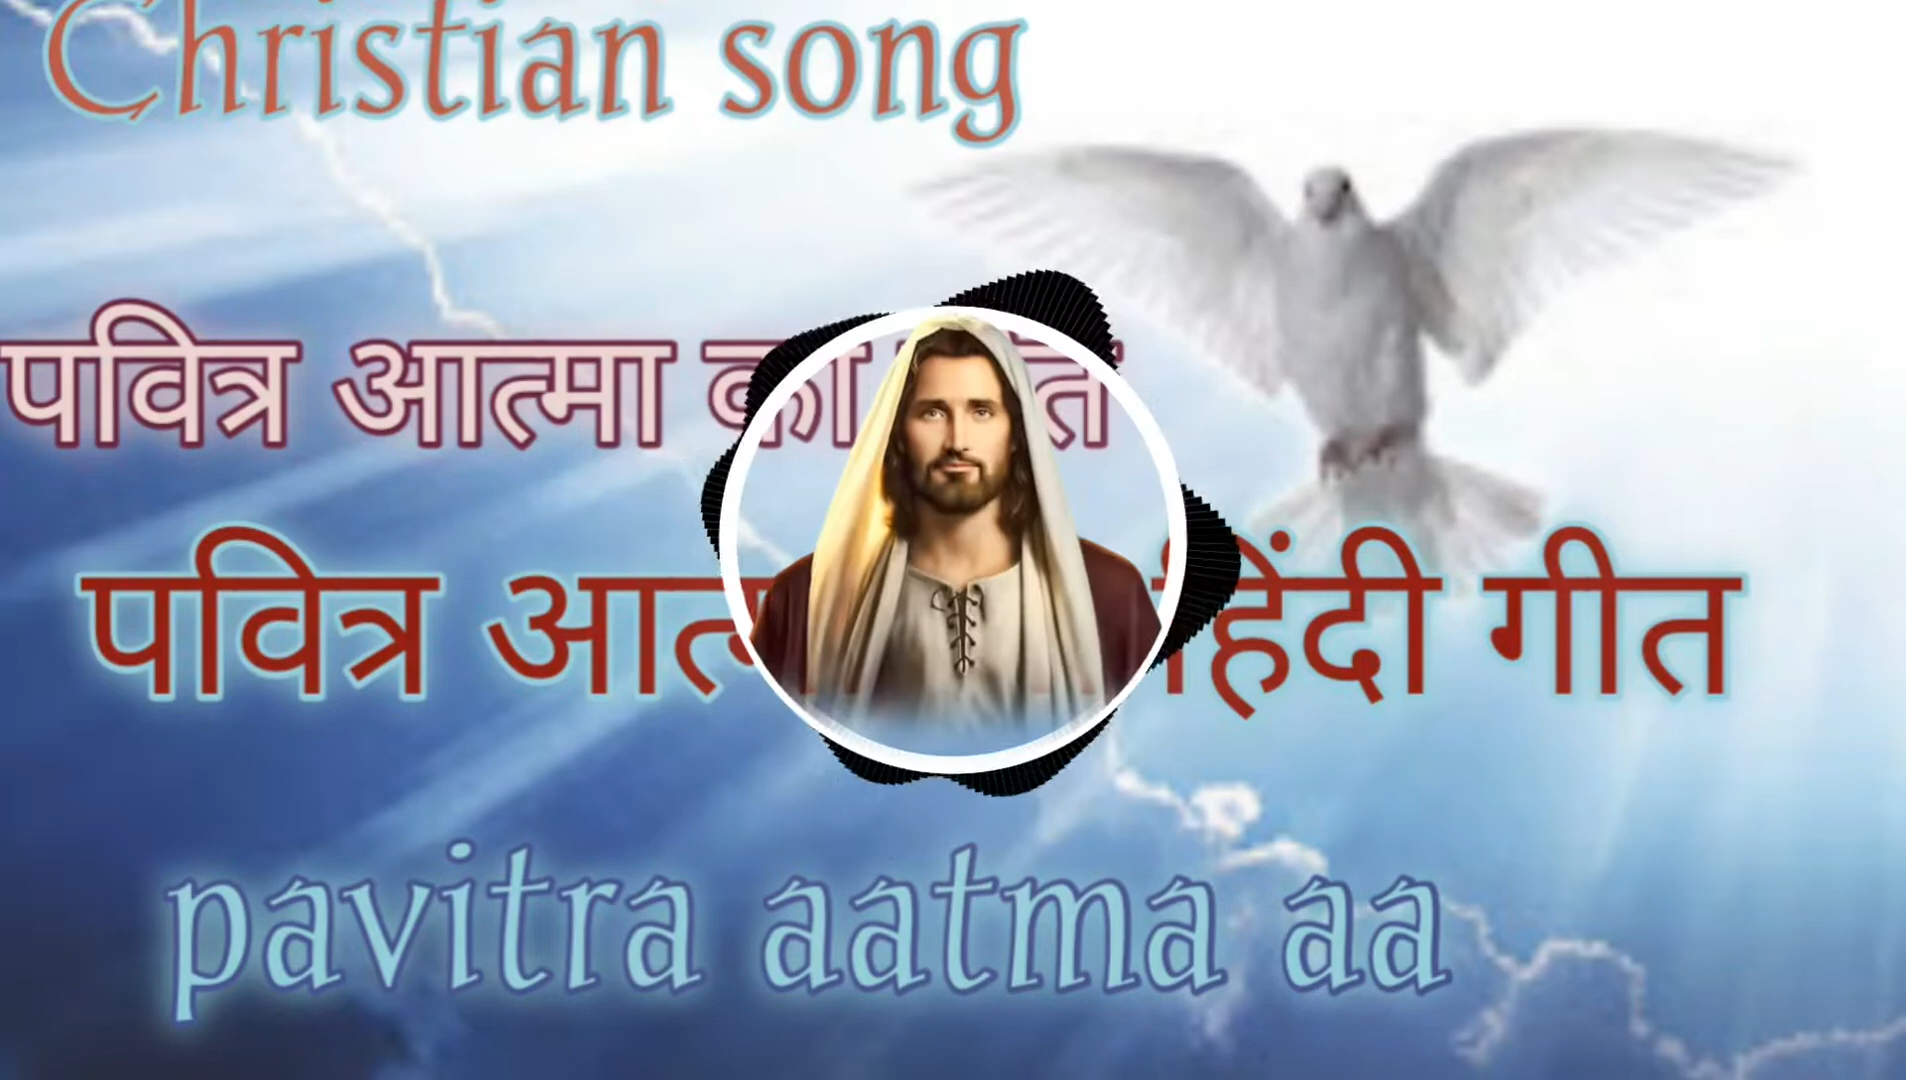 Christian song
पवित्र आत्मा का
पवित्र हिंदी गीत
pavitra aatma aa